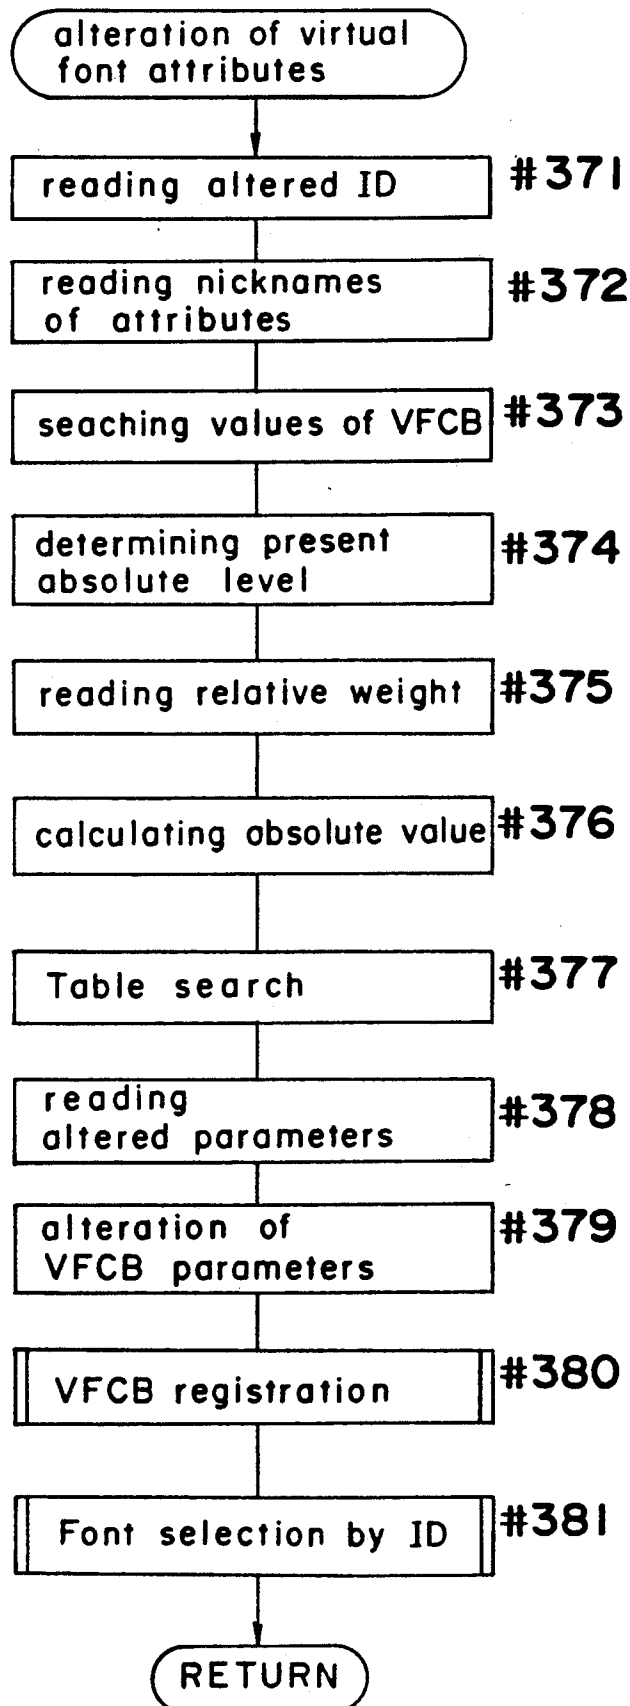 alteration of virtual
font attributes
reading altered ID #371
reading nicknames #372
of attributes
seaching values of VFCB #373
determining present #374
absolute level
reading relative weight #375
calculating absolute value #376
Table search #377
reading #378
altered parameters
alteration of #379
VFCB parameters
VFCB registration #380
Font selection by ID #381
RETURN